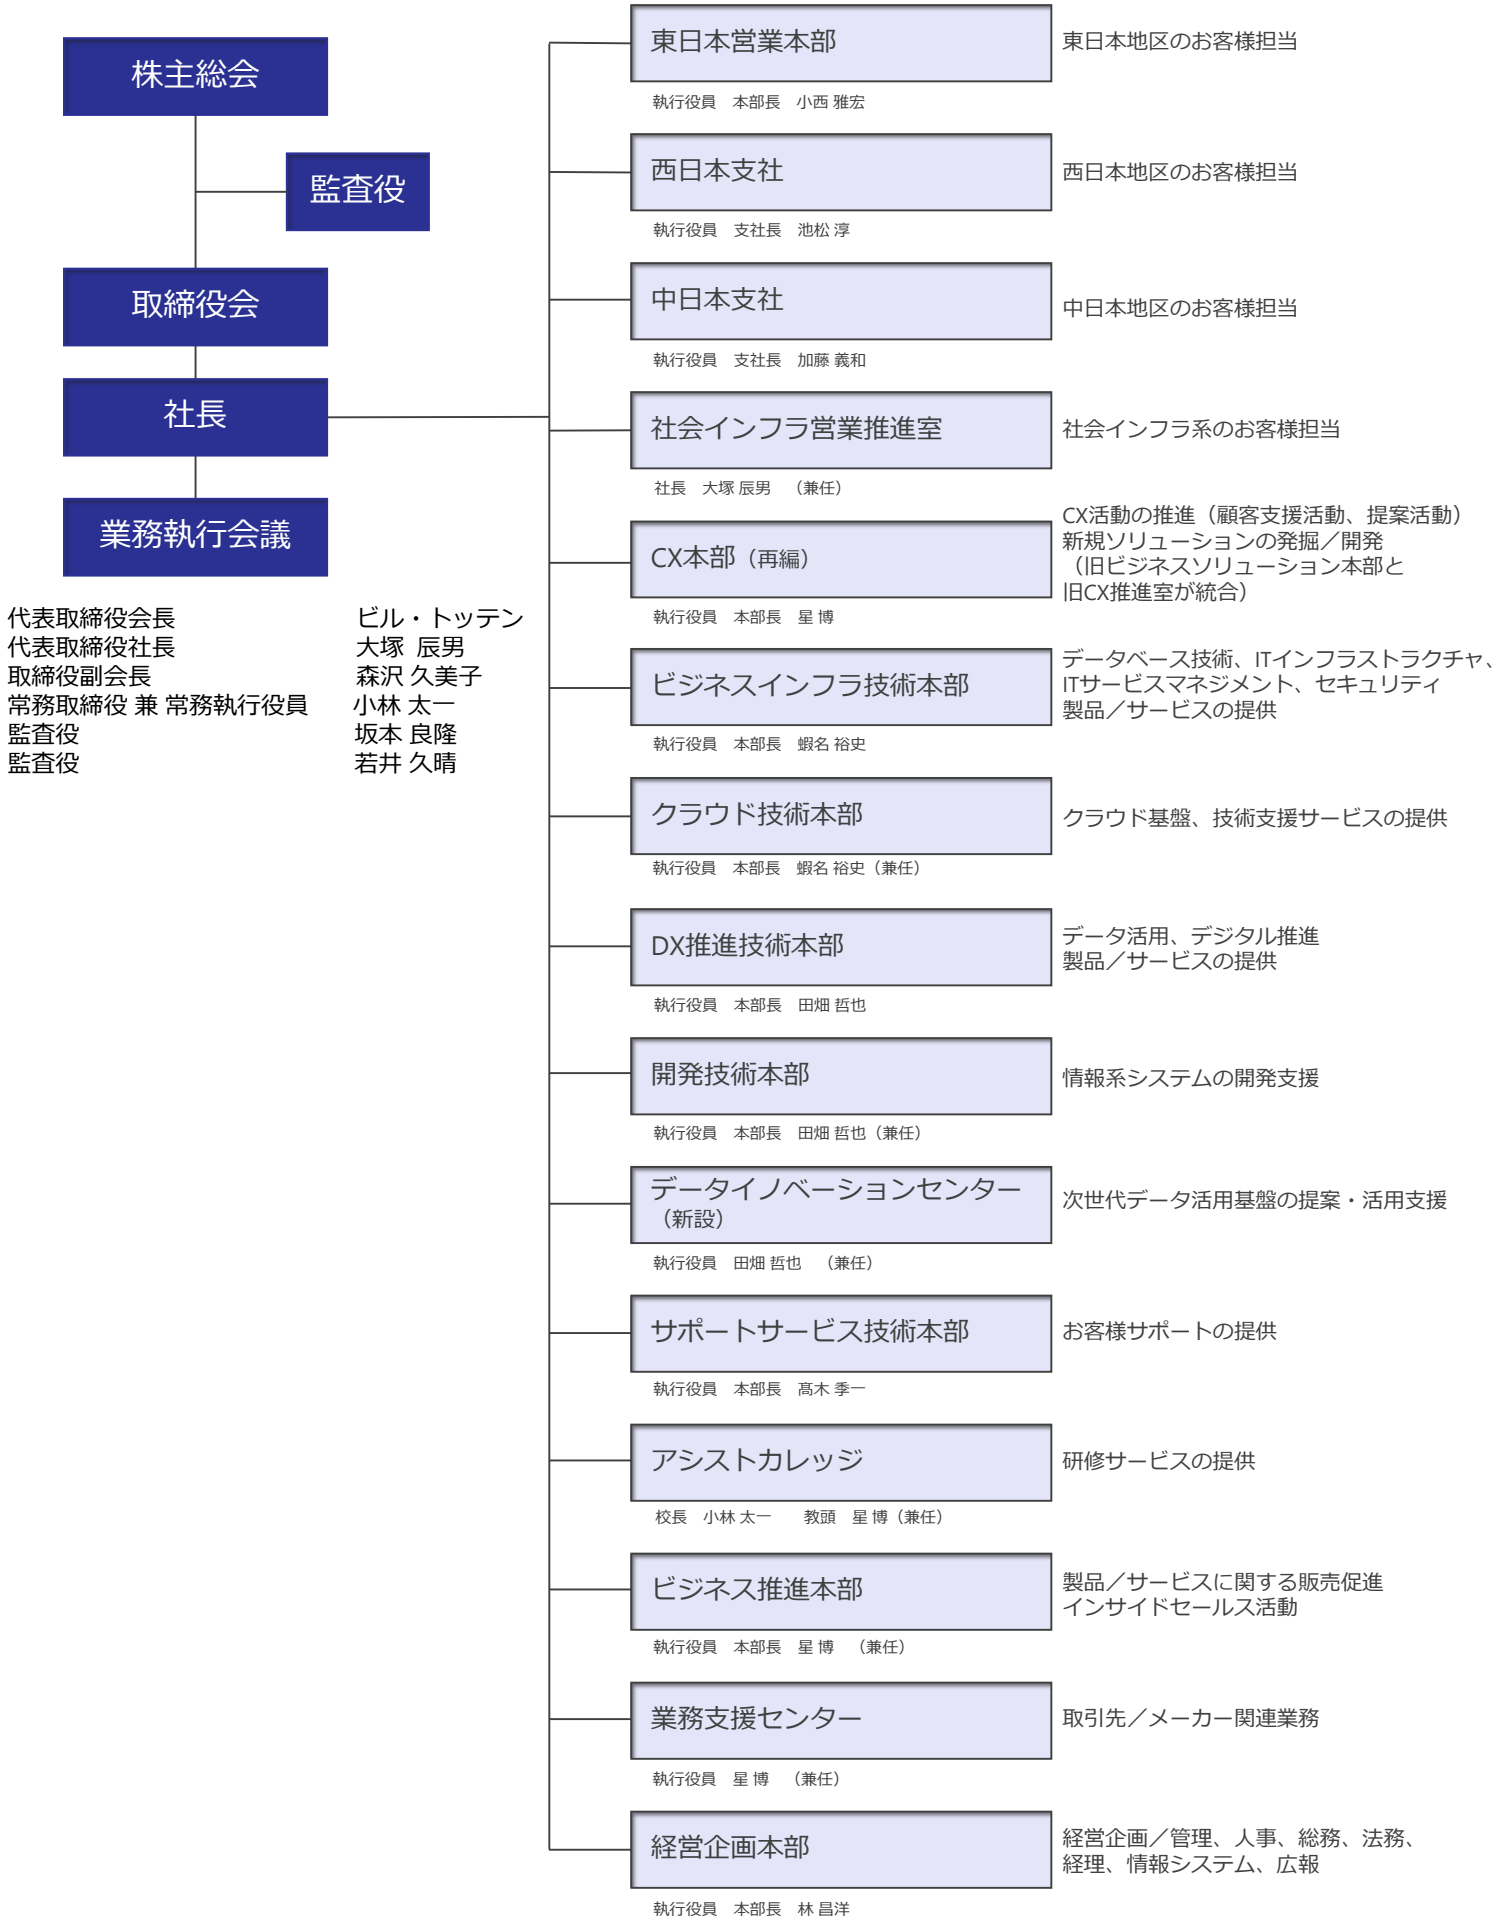 株主総会
監査役
取締役会
社長
業務執行会議
代表取締役会長 ビル・トッテン
代表取締役社長 大塚 辰男
取締役副会長 森沢 久美子
常務取締役 兼 常務執行役員 小林 太一
監査役 坂本 良隆
監査役 若井 久晴
東日本営業本部
東日本地区のお客様担当
執行役員 本部長 小西 雅宏
西日本支社
西日本地区のお客様担当
執行役員 支社長 池松 淳
中日本支社
中日本地区のお客様担当
執行役員 支社長 加藤 義和
社会インフラ営業推進室
社会インフラ系のお客様担当
社長 大塚 辰男 （兼任）
CX本部（再編）
CX活動の推進（顧客支援活動、提案活動）
新規ソリューションの発掘／開発
（旧ビジネスソリューション本部と
旧CX推進室が統合）
執行役員 本部長 星 博
ビジネスインフラ技術本部
データベース技術、ITインフラストラクチャ、
ITサービスマネジメント、セキュリティ
製品／サービスの提供
執行役員 本部長 蝦名 裕史
クラウド技術本部
クラウド基盤、技術支援サービスの提供
執行役員 本部長 蝦名 裕史（兼任）
DX推進技術本部
データ活用、デジタル推進
製品／サービスの提供
執行役員 本部長 田畑 哲也
開発技術本部
情報系システムの開発支援
執行役員 本部長 田畑 哲也（兼任）
データイノベーションセンター
（新設）
次世代データ活用基盤の提案・活用支援
執行役員 田畑 哲也 （兼任）
サポートサービス技術本部
お客様サポートの提供
執行役員 本部長 髙木 季一
アシストカレッジ
研修サービスの提供
校長 小林 太一 教頭 星 博（兼任）
ビジネス推進本部
製品／サービスに関する販売促進
インサイドセールス活動
執行役員 本部長 星 博 （兼任）
業務支援センター
取引先／メーカー関連業務
執行役員 星 博 （兼任）
経営企画本部
経営企画／管理、人事、総務、法務、
経理、情報システム、広報
執行役員 本部長 林 昌洋